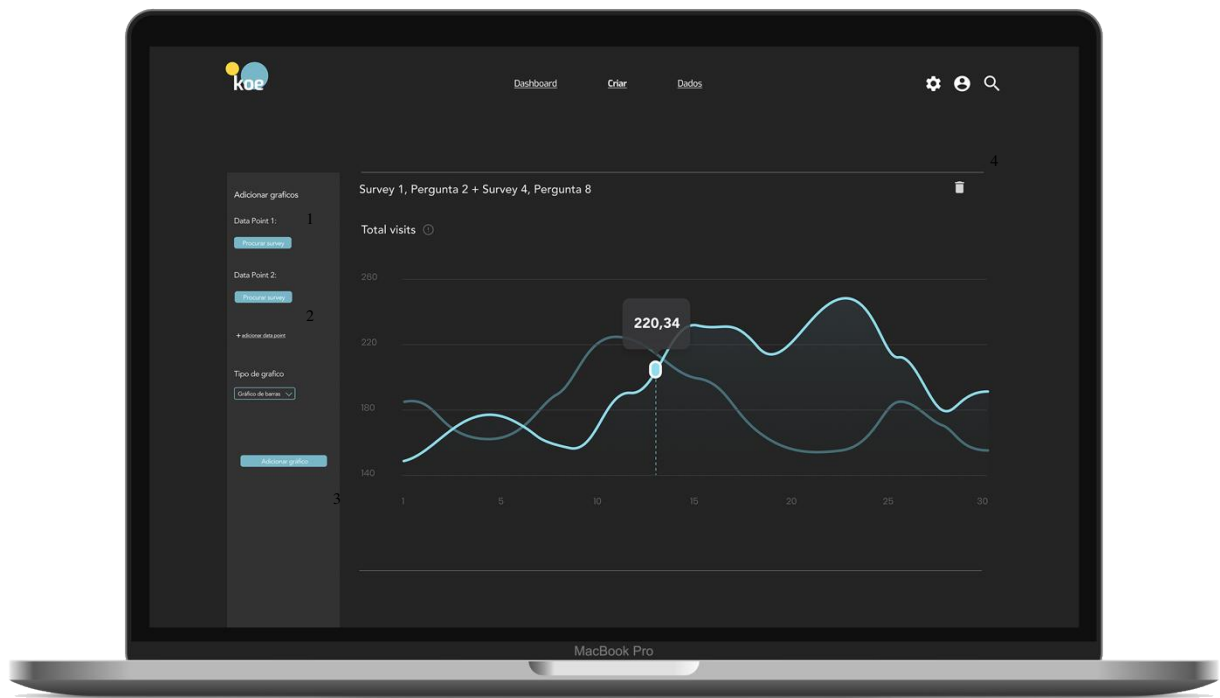 koe
Dashboard
Criar
Dados
4
Adicionar graficos
Data Point 1:
1
Procurar survey
Data Point 2:
Procurar survey
2
+ adicionar data point
Tipo de grafico
Gráfico de barras
Adicionar gráfico
3
Survey 1, Pergunta 2 + Survey 4, Pergunta 8
Total visits
260
220
180
140
220,34
1 5 10 15 20 25 30
MacBook Pro